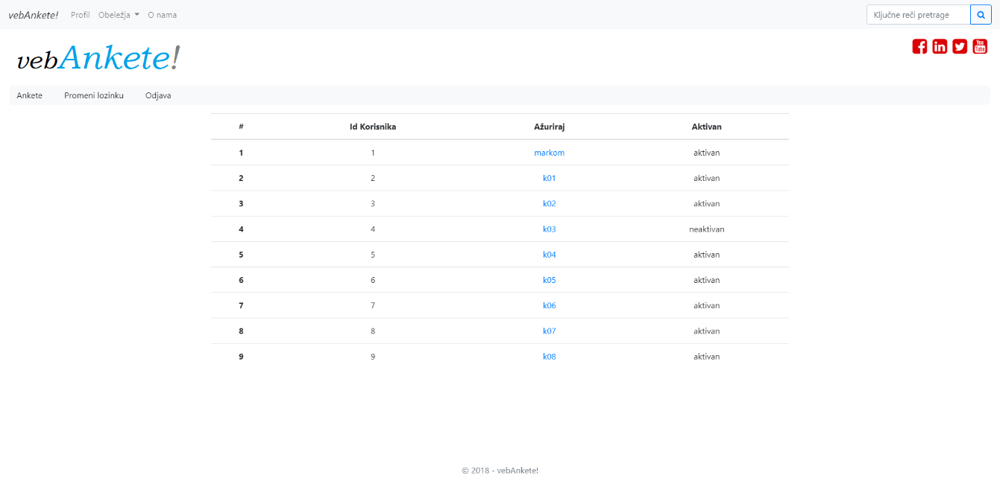 vebAnkete! Profil Obeležja O nama Ključne reči pretrage
vebAnkete!
Ankete Promeni lozinku Odjava
# Id Korisnika Ažuriraj Aktivan
1 1 markom aktivan
2 2 k01 aktivan
3 3 k02 aktivan
4 4 k03 neaktivan
5 5 k04 aktivan
6 6 k05 aktivan
7 7 k06 aktivan
8 8 k07 aktivan
9 9 k08 aktivan
© 2018 - vebAnkete!